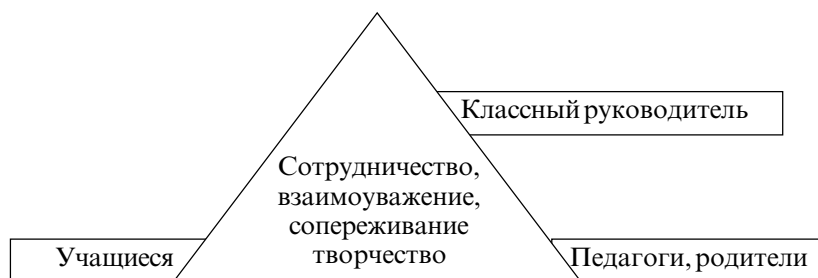 Классный руководитель
Сотрудничество,
взаимоуважение,
сопереживание
творчество
Учащиеся
Педагоги, родители